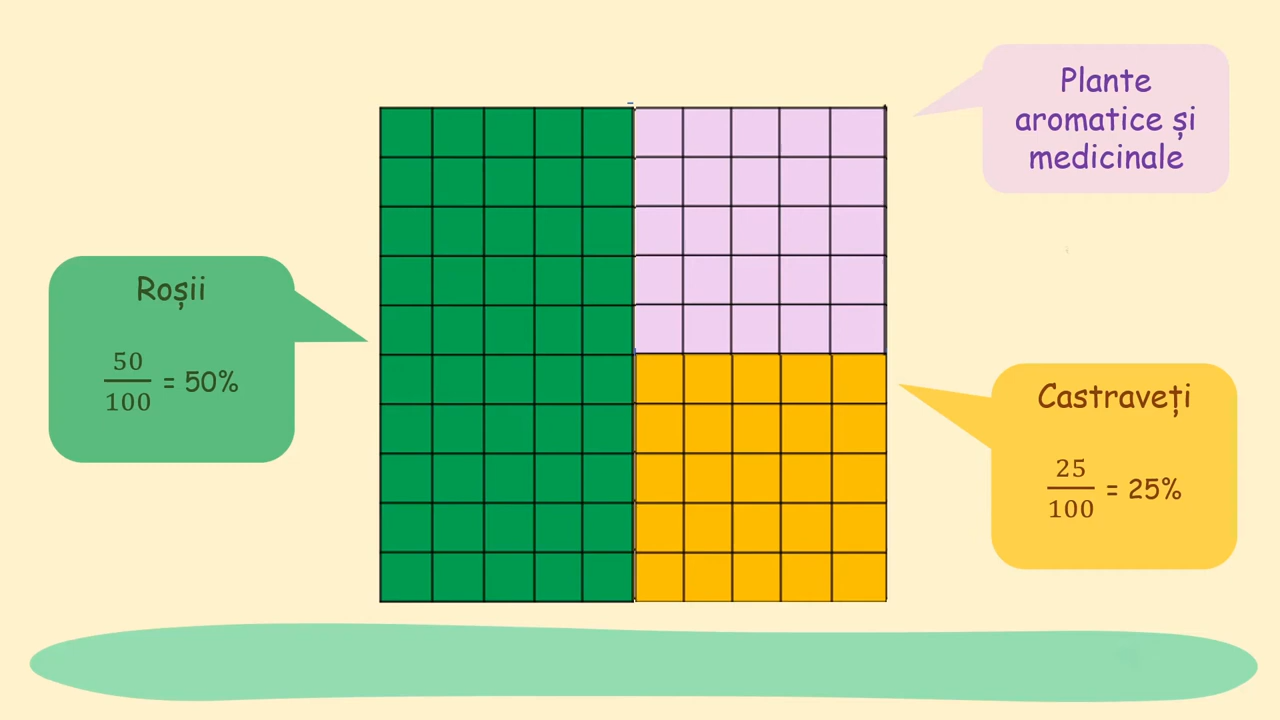 Plante
aromatice și
medicinale
Roșii
50
100
= 50%
Castraveți
25
100
= 25%